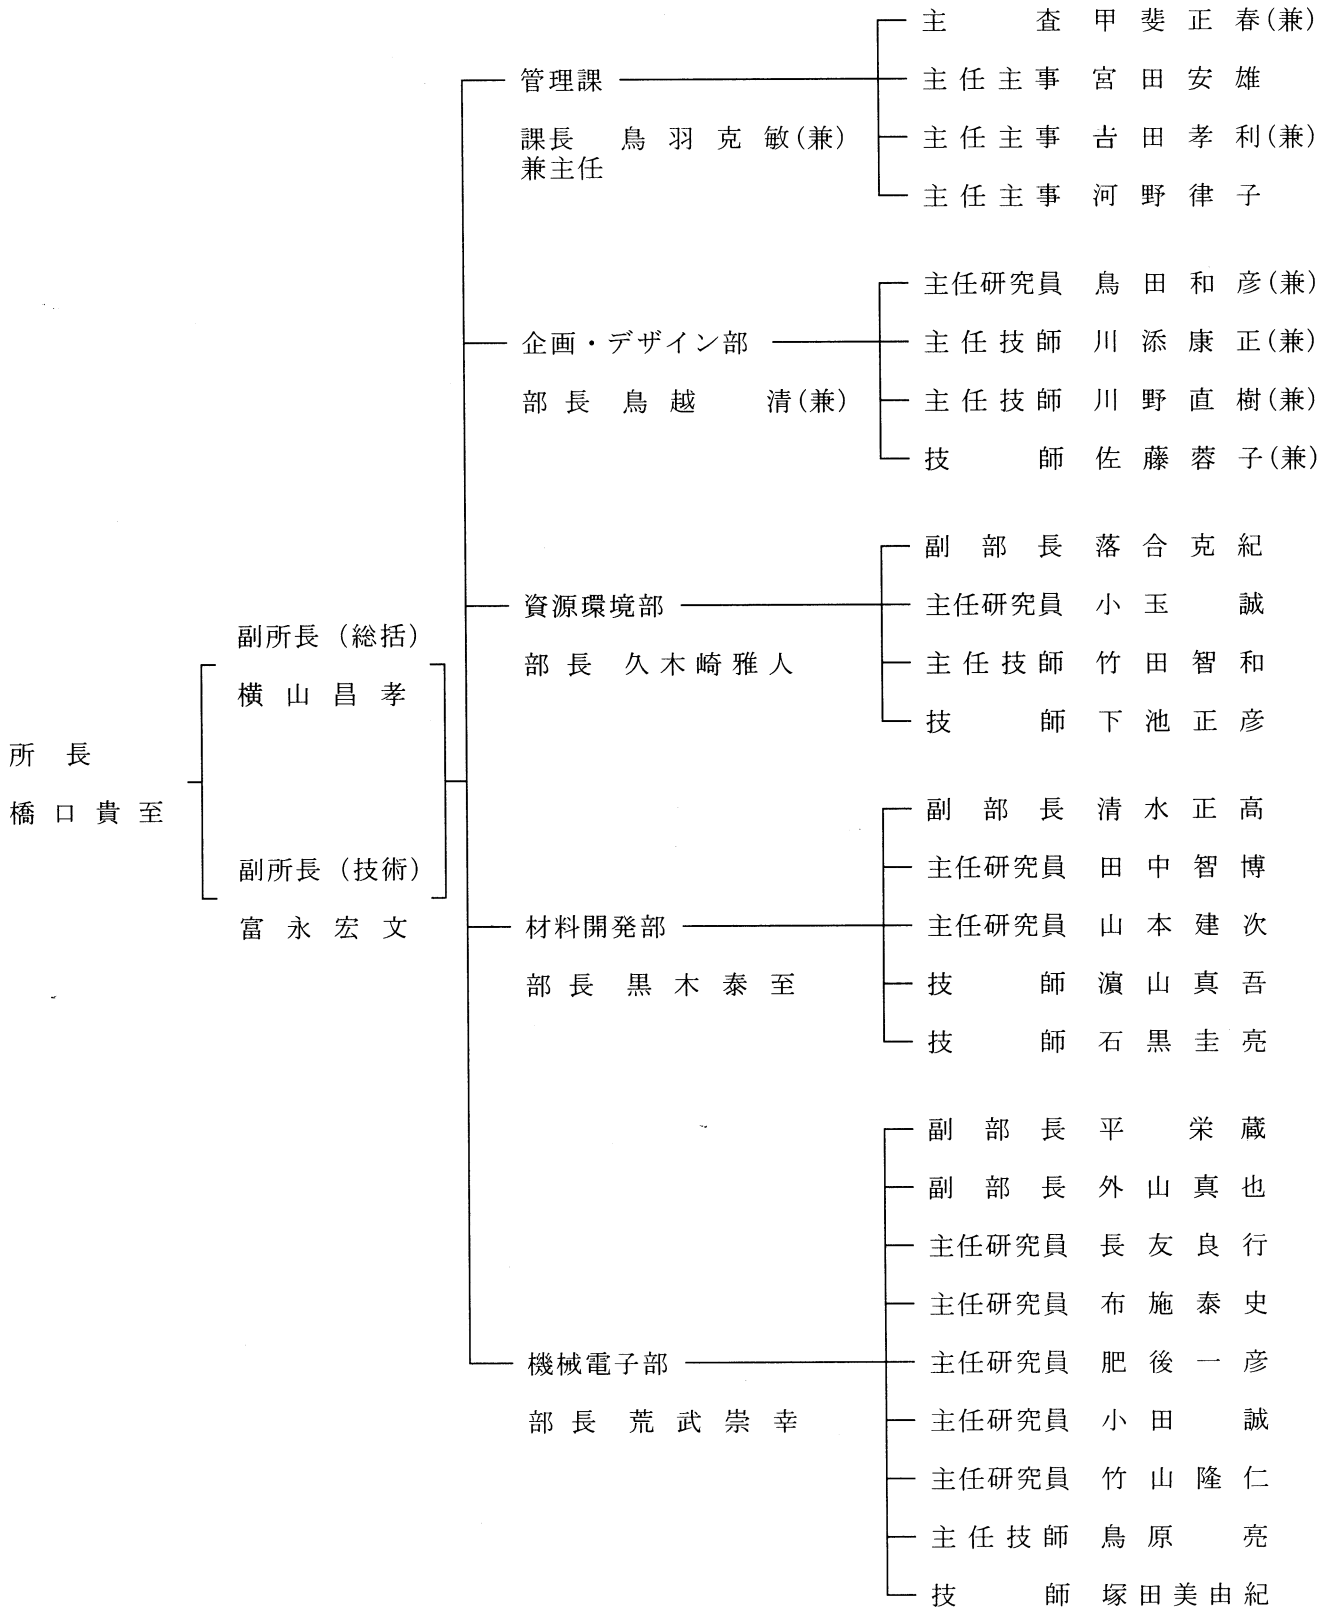 所長
橋口貴至
副所長（総括）
横山昌孝
副所長（技術）
富永宏文
管理課
課長 鳥羽克敏(兼)
兼主任
主査 甲斐正春(兼)
主任主事 宮田安雄
主任主事 𠮷田孝利(兼)
主任主事 河野律子
企画・デザイン部
部長 鳥越 清(兼)
主任研究員 鳥田和彦(兼)
主任技師 川添康正(兼)
主任技師 川野直樹(兼)
技師 佐藤蓉子(兼)
資源環境部
部長 久木崎雅人
副部長 落合克紀
主任研究員 小玉 誠
主任技師 竹田智和
技師 下池正彦
材料開発部
部長 黒木泰至
副部長 清水正高
主任研究員 田中智博
主任研究員 山本建次
技師 濵山真吾
技師 石黒圭亮
機械電子部
部長 荒武崇幸
副部長 平 栄蔵
副部長 外山真也
主任研究員 長友良行
主任研究員 布施泰史
主任研究員 肥後一彦
主任研究員 小田 誠
主任研究員 竹山隆仁
主任技師 鳥原 亮
技師 塚田美由紀